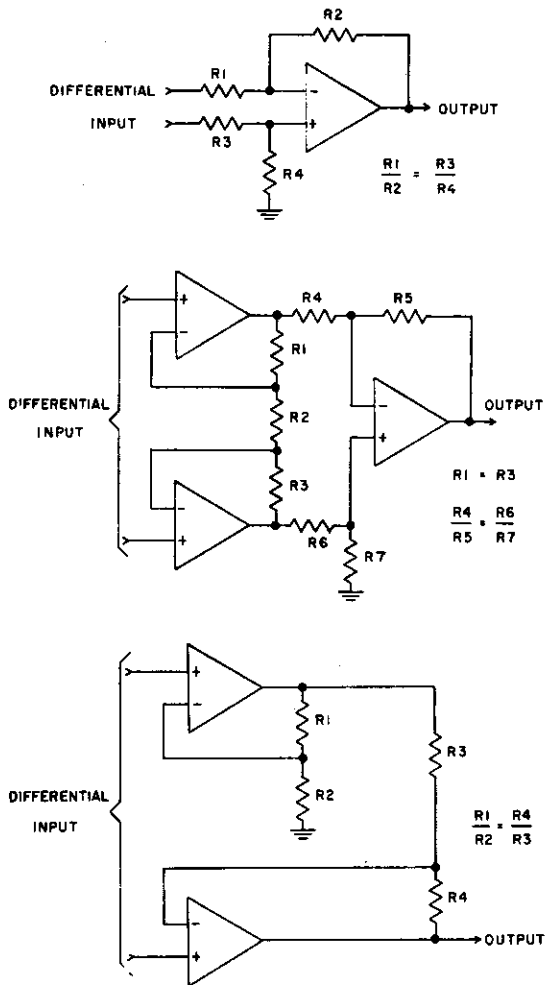 R2
R1
DIFFERENTIAL
-
OUTPUT
INPUT
+
R3
R4
R1 = R3
R2 R4
R4
R5
+
-
R1
DIFFERENTIAL
INPUT
R2
-
+
OUTPUT
R3
R1 = R3
-
+
R6
R7
R4 = R6
R5 R7
+
-
R1
R2
R3
DIFFERENTIAL
INPUT
R1 = R4
R2 R3
R4
-
+
OUTPUT